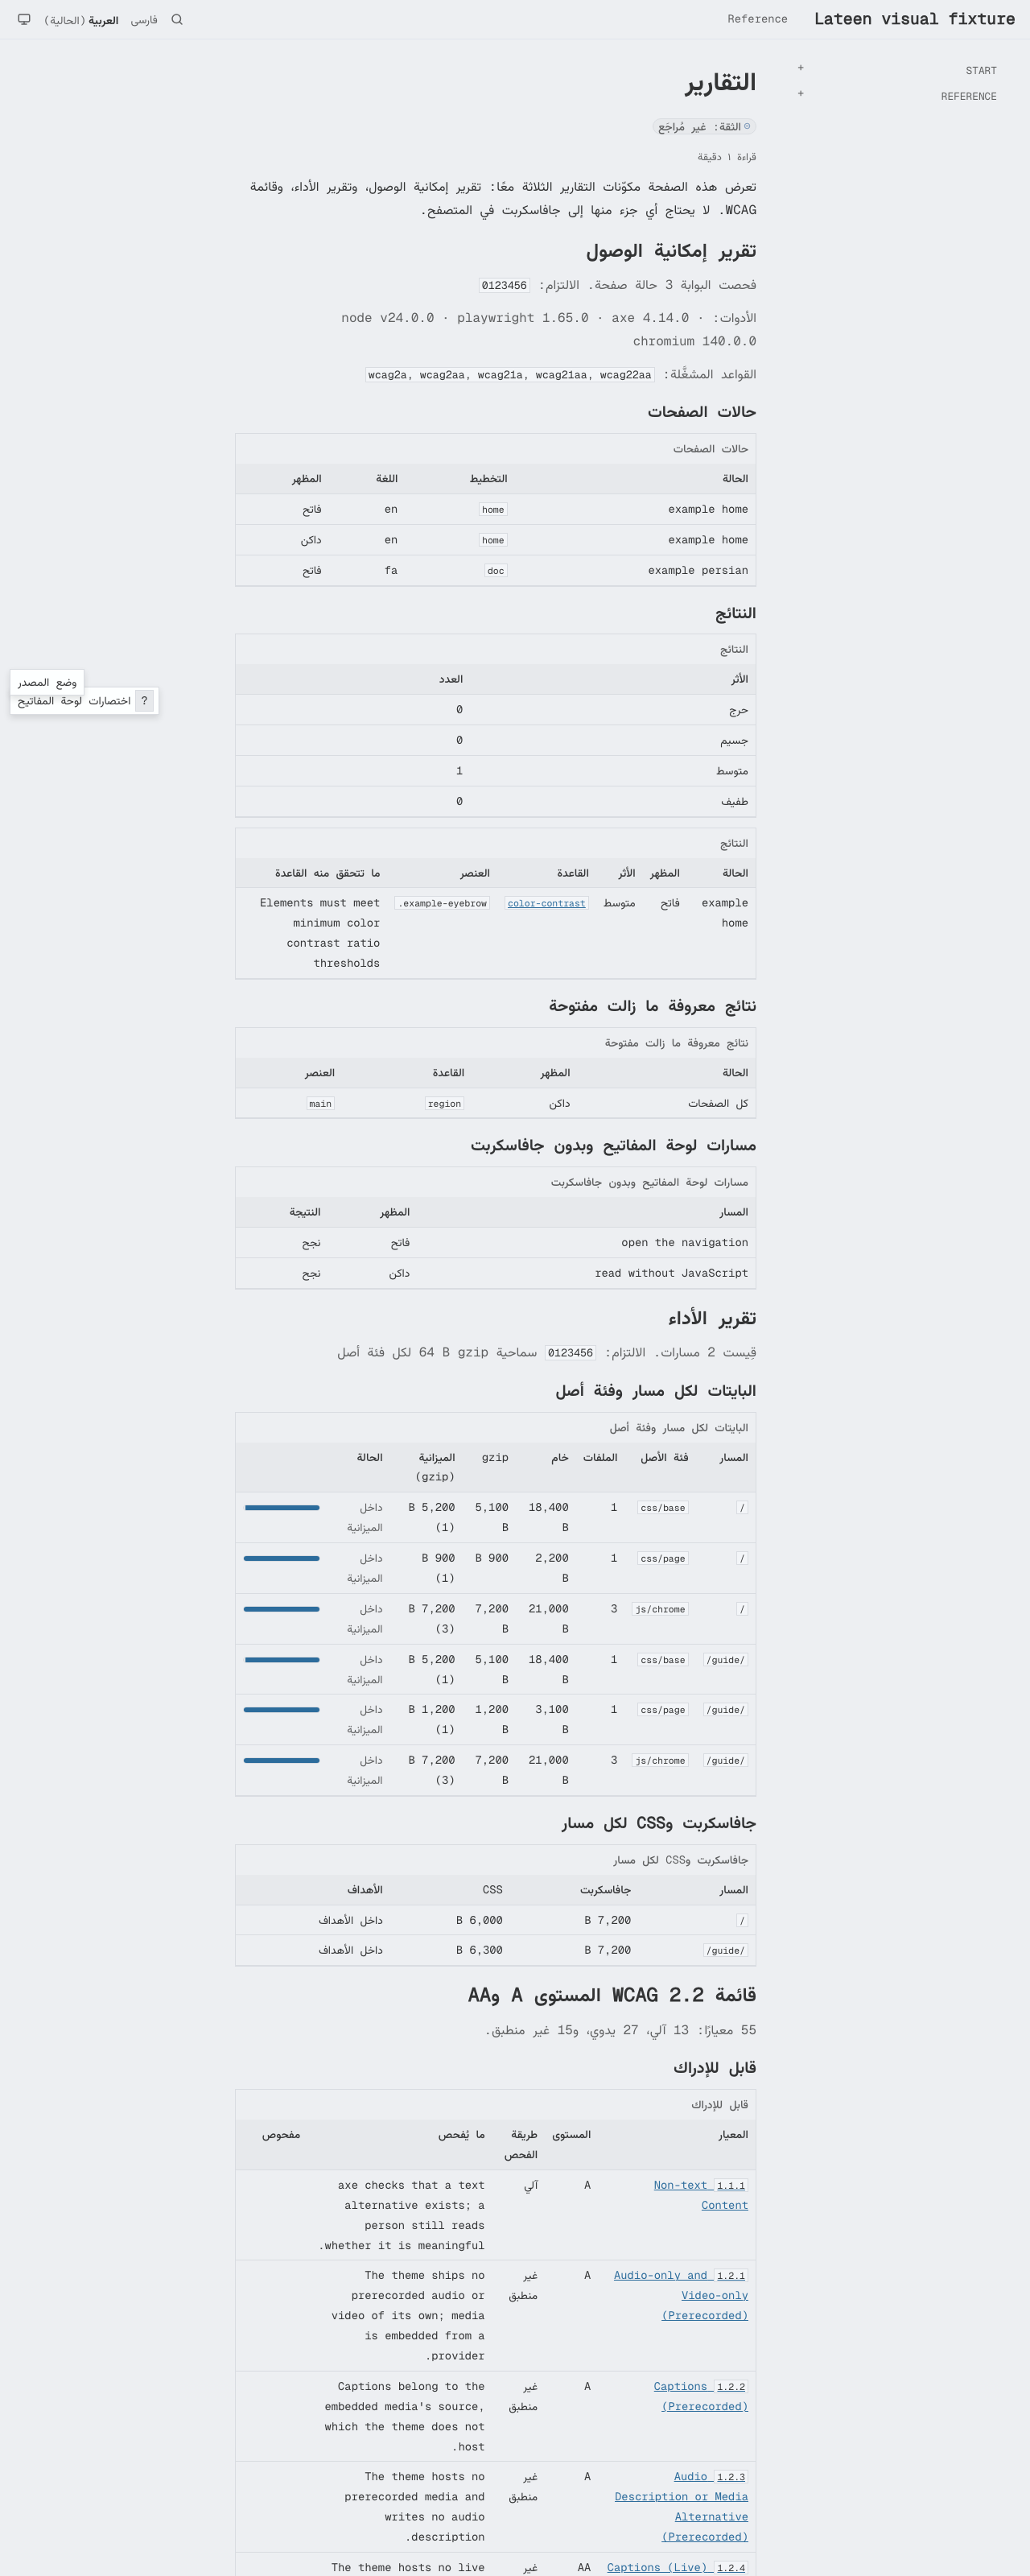 Lateen visual fixture
Reference
فارسی
العربية (الحالية)
START
+
REFERENCE
+
التقارير
الثقة: غير مُراجَع
قراءة ١ دقيقة
تعرض هذه الصفحة مكوّنات التقارير الثلاثة معًا: تقرير إمكانية الوصول، وتقرير الأداء، وقائمة
WCAG. لا يحتاج أي جزء منها إلى جافاسكربت في المتصفح.
تقرير إمكانية الوصول
فحصت البوابة 3 حالة صفحة. الالتزام: 0123456
الأدوات: node v24.0.0 · playwright 1.65.0 · axe 4.14.0 ·
chromium 140.0.0
القواعد المشغَّلة: wcag2a, wcag2aa, wcag21a, wcag21aa, wcag22aa
حالات الصفحات
حالات الصفحات
الحالة التخطيط اللغة المظهر
example home home en فاتح
example home home en داكن
example persian doc fa فاتح
النتائج
النتائج
الأثر العدد
حرج 0
جسيم 0
متوسط 1
طفيف 0
النتائج
الحالة المظهر الأثر القاعدة العنصر ما تتحقق منه القاعدة
example فاتح متوسط color-contrast .example-eyebrow Elements must meet
home minimum color
contrast ratio
thresholds
نتائج معروفة ما زالت مفتوحة
نتائج معروفة ما زالت مفتوحة
الحالة المظهر القاعدة العنصر
كل الصفحات داكن region main
مسارات لوحة المفاتيح وبدون جافاسكربت
مسارات لوحة المفاتيح وبدون جافاسكربت
المسار المظهر النتيجة
open the navigation فاتح نجح
read without JavaScript داكن نجح
تقرير الأداء
قِيست 2 مسارات. الالتزام: 0123456 سماحية 64 B gzip لكل فئة أصل
البايتات لكل مسار وفئة أصل
البايتات لكل مسار وفئة أصل
المسار فئة الأصل الملفات خام gzip الميزانية الحالة
(gzip)
/ css/base 1 18,400 5,100 5,200 B داخل
B B (1) الميزانية
/ css/page 1 2,200 900 B 900 B داخل
B (1) الميزانية
/ js/chrome 3 21,000 7,200 7,200 B داخل
B B (3) الميزانية
/guide/ css/base 1 18,400 5,100 5,200 B داخل
B B (1) الميزانية
/guide/ css/page 1 3,100 1,200 1,200 B داخل
B B (1) الميزانية
/guide/ js/chrome 3 21,000 7,200 7,200 B داخل
B B (3) الميزانية
جافاسكربت وCSS لكل مسار
جافاسكربت وCSS لكل مسار
المسار جافاسكربت CSS الأهداف
/ 7,200 B 6,000 B داخل الأهداف
/guide/ 7,200 B 6,300 B داخل الأهداف
قائمة WCAG 2.2 المستوى A وAA
55 معيارًا: 13 آلي، 27 يدوي، و15 غير منطبق.
قابل للإدراك
قابل للإدراك
المعيار المستوى طريقة ما يُفحص مفحوص
الفحص
1.1.1 Non-text A آلي axe checks that a text
Content alternative exists; a
person still reads
whether it is meaningful.
1.2.1 Audio-only and A غير The theme ships no
Video-only منطبق prerecorded audio or
(Prerecorded) video of its own; media
is embedded from a
provider.
1.2.2 Captions A غير Captions belong to the
(Prerecorded) منطبق embedded media's source,
which the theme does not
host.
1.2.3 Audio A غير The theme hosts no
Description or Media منطبق prerecorded media and
Alternative writes no audio
(Prerecorded) description.
1.2.4 Captions (Live) AA غير The theme hosts no live
وضع المصدر
? اختصارات لوحة المفاتيح